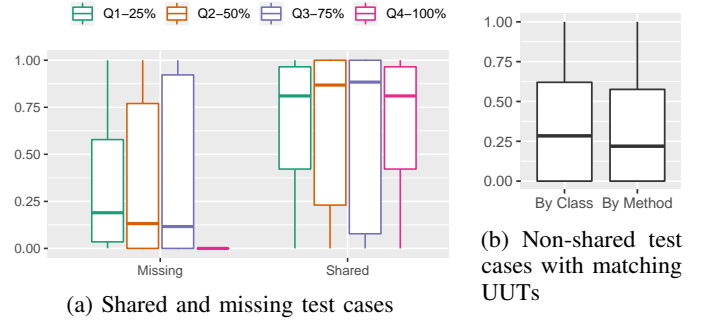 Q1−25% Q2−50% Q3−75% Q4−100%
1.00
0.75
0.50
0.25
0.00
Missing Shared
(a) Shared and missing test cases
1.00
0.75
0.50
0.25
0.00
By Class By Method
(b) Non-shared test
cases with matching
UUTs